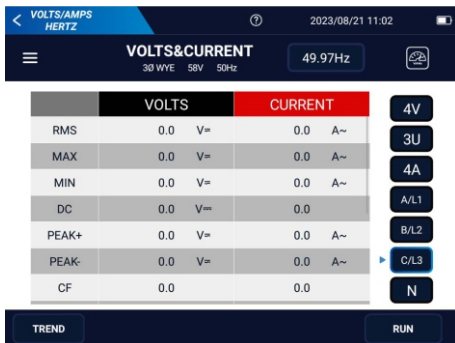 VOLTS/AMPS
HERTZ
2023/08/21 11:02
VOLTS&CURRENT
3Ø WYE 58V 50Hz
49.97Hz
VOLTS CURRENT
RMS 0.0 V≂ 0.0 A~
MAX 0.0 V≂ 0.0 A~
MIN 0.0 V≂ 0.0 A~
DC 0.0 V⎓ 0.0
PEAK+ 0.0 V≂ 0.0 A~
PEAK- 0.0 V≂ 0.0 A~
CF 0.0 0.0
4V
3U
4A
A/L1
B/L2
C/L3
N
TREND RUN